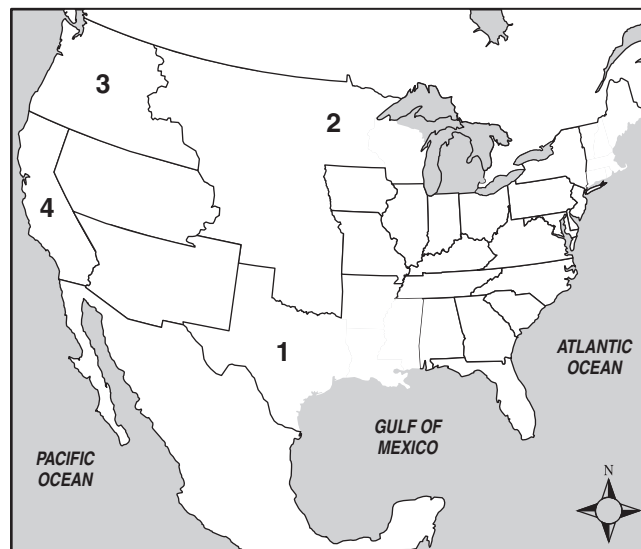 3
2
4
1
ATLANTIC
OCEAN
GULF OF
MEXICO
PACIFIC
OCEAN
N